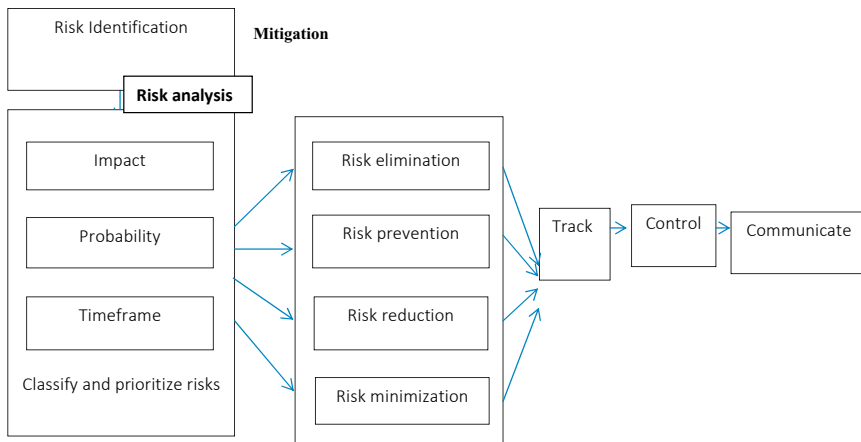 Risk Identification
Mitigation
Risk analysis
Impact
Probability
Timeframe
Classify and prioritize risks
Risk elimination
Risk prevention
Risk reduction
Risk minimization
Track
Control
Communicate